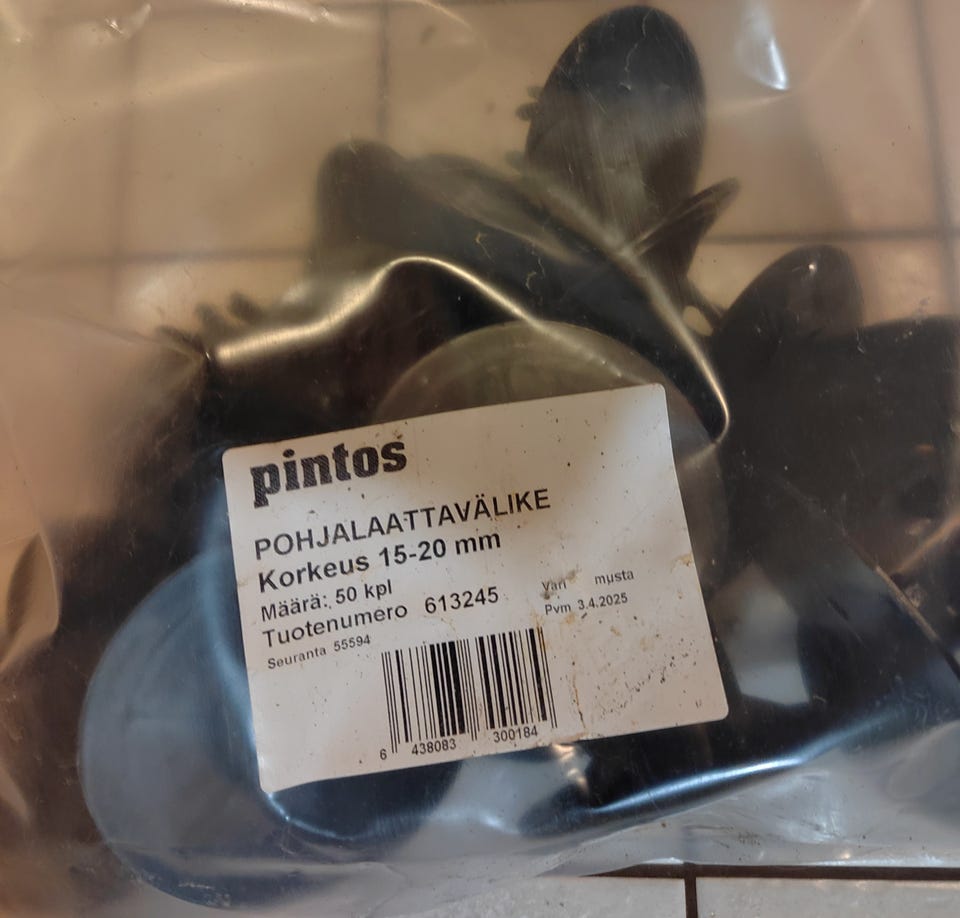 pintos
POHJALAATTAVÄLIKE
Korkeus 15-20 mm
Määrä: 50 kpl
Tuotenumero 613245
Seuranta 55594
Väri musta
Pvm 3.4.2025
6 438083 300184